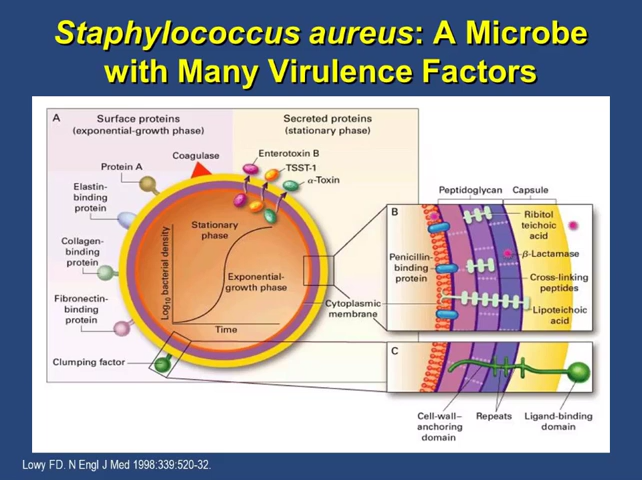 Staphylococcus aureus: A Microbe
with Many Virulence Factors
A
Surface proteins
(exponential-growth phase)
Secreted proteins
(stationary phase)
Coagulase
Enterotoxin B
TSST-1
α-Toxin
Protein A
Elastin-
binding
protein
Collagen-
binding
protein
Fibronectin-
binding
protein
Clumping factor
Stationary
phase
Exponential-
growth phase
Log10 bacterial density
Time
Cytoplasmic
membrane
Peptidoglycan
Capsule
B
Ribitol
teichoic
acid
Penicillin-
binding
protein
β-Lactamase
Cross-linking
peptides
Lipoteichoic
acid
C
Cell-wall–
anchoring
domain
Repeats
Ligand-binding
domain
Lowy FD. N Engl J Med 1998:339:520-32.